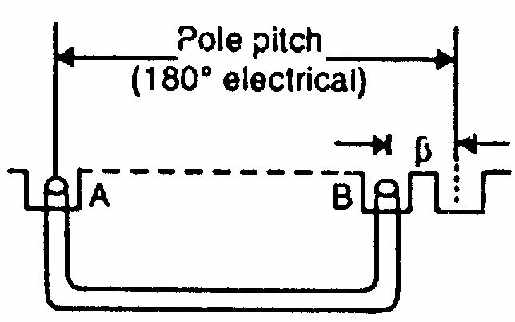 Pole pitch
(180° electrical)
β
A
B